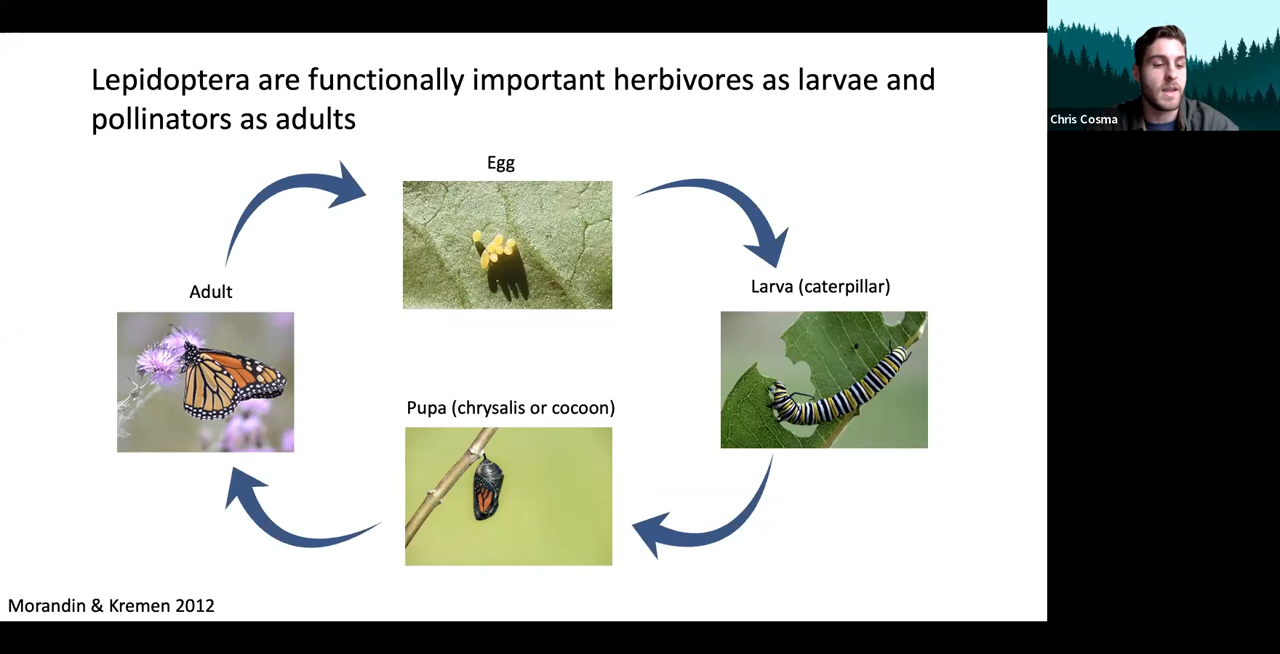 Lepidoptera are functionally important herbivores as larvae and
pollinators as adults
Egg
Adult
Larva (caterpillar)
Pupa (chrysalis or cocoon)
Morandin & Kremen 2012
Chris Cosma